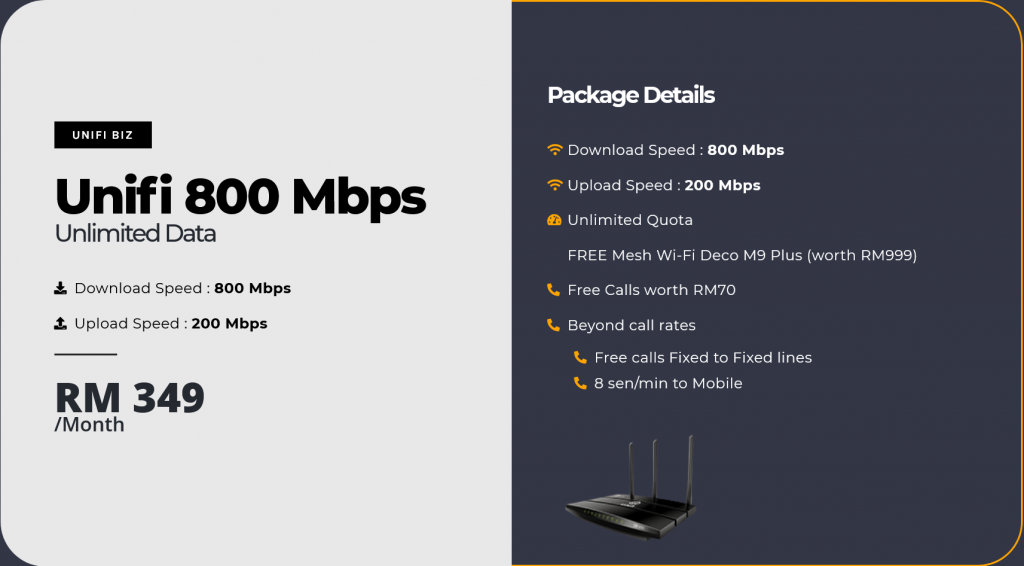 UNIFI BIZ
Unifi 800 Mbps
Unlimited Data
Download Speed : 800 Mbps
Upload Speed : 200 Mbps
RM 349
/Month
Package Details
Download Speed : 800 Mbps
Upload Speed : 200 Mbps
Unlimited Quota
FREE Mesh Wi-Fi Deco M9 Plus (worth RM999)
Free Calls worth RM70
Beyond call rates
Free calls Fixed to Fixed lines
8 sen/min to Mobile